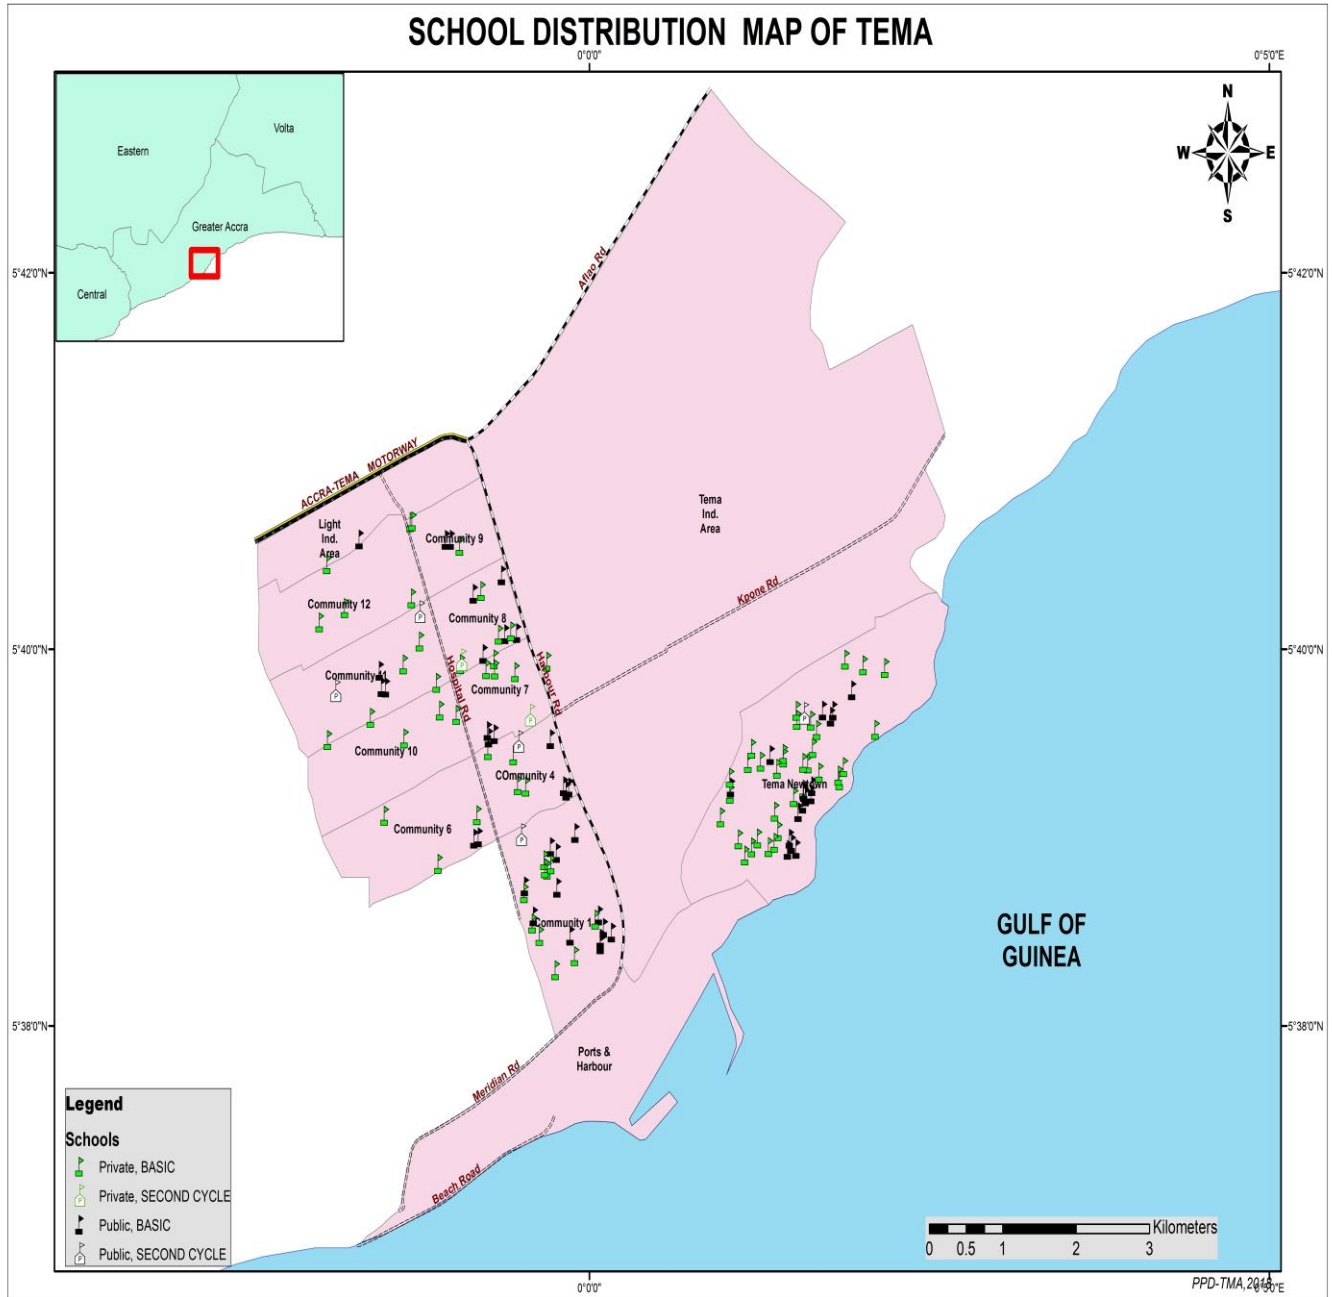 SCHOOL DISTRIBUTION MAP OF TEMA
0°0'0"
0°5'0"E
N
W
E
S
Volta
Eastern
Greater Accra
Central
5°42'0"N
5°42'0"N
Aflao Rd
ACCRA-TEMA MOTORWAY
Light
Ind.
Area
Community 9
Tema
Ind.
Area
Kpone Rd
Community 12
Community 8
5°40'0"N
5°40'0"N
Hospital Rd
Harbour Rd
Community 11
Community 7
Community 10
COmmunity 4
Tema Newtown
Community 6
Community 1
GULF OF
GUINEA
5°38'0"N
5°38'0"N
Ports &
Harbour
Meridian Rd
Beach Road
Legend
Schools
Private, BASIC
P Private, SECOND CYCLE
Public, BASIC
P Public, SECOND CYCLE
Kilometers
0 0.5 1 2 3
0°0'0"
PPD-TMA,